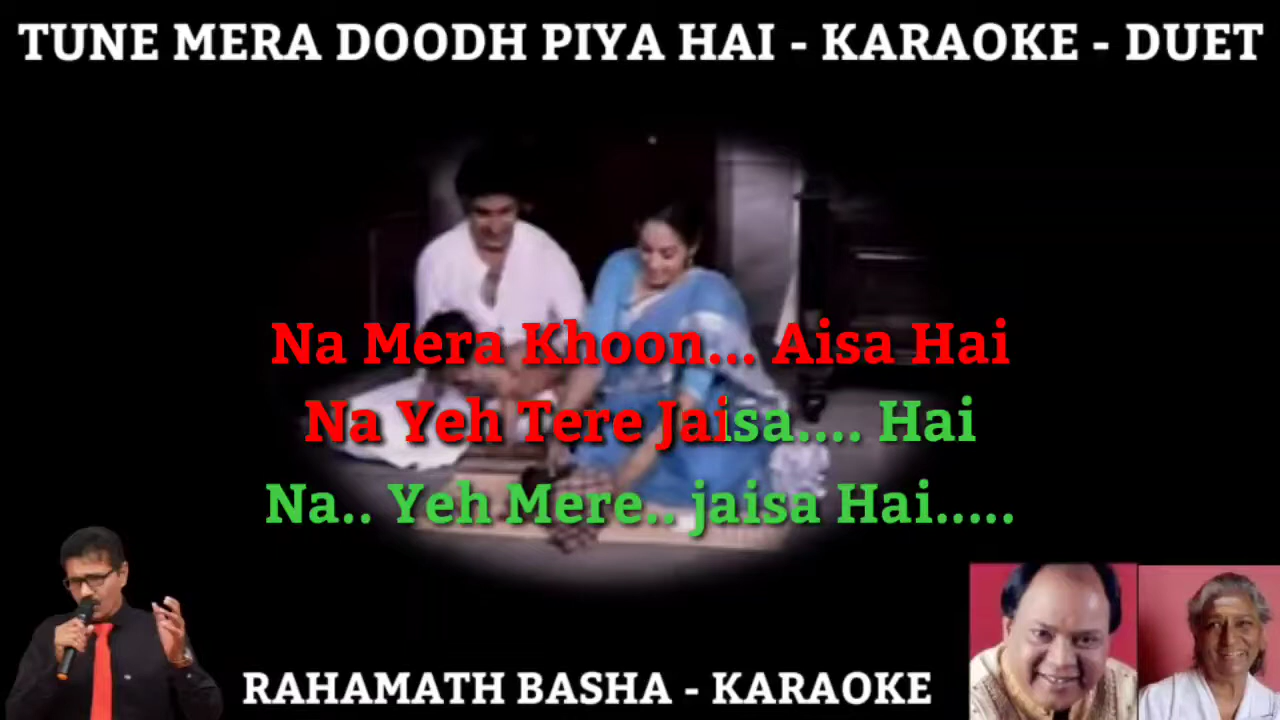 TUNE MERA DOODH PIYA HAI - KARAOKE - DUET
Na Mera Khoon... Aisa Hai
Na Yeh Tere Jaisa.... Hai
Na.. Yeh Mere.. jaisa Hai.....
RAHAMATH BASHA - KARAOKE